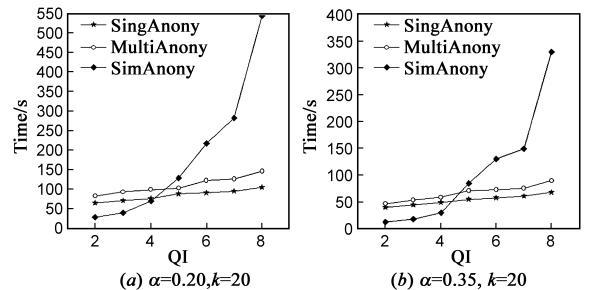 550
500
450
400
350
300
250
200
150
100
50
0
Time/s
SingAnony
MultiAnony
SimAnony
2 4 6 8
QI
(a) α=0.20,k=20
400
350
300
250
200
150
100
50
0
Time/s
SingAnony
MultiAnony
SimAnony
2 4 6 8
QI
(b) α=0.35, k=20